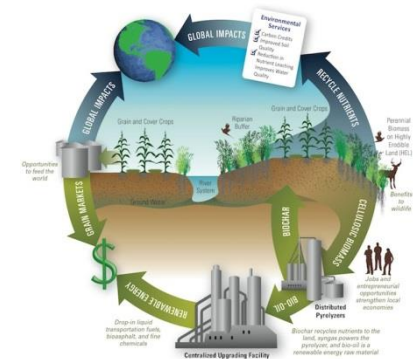 Environmental
Services
Carbon Credits
Improved Soil
Quality
Reduction in
Nutrient Leaching
Improves Water
Quality
GLOBAL IMPACTS
RECYCLE NUTRIENTS
GLOBAL IMPACTS
Grain and Cover Crops
Riparian
Buffer
Grain and Cover Crops
Perennial
Biomass
on Highly
Erodible
Land (HEL)
Opportunities
to feed the
world
Benefits
to wildlife
River
System
Ground Water
GRAIN MARKETS
BIOCHAR
CELLULOSIC BIOMASS
$
RENEWABLE ENERGY
BIO-OIL
Jobs and
entrepreneurial
opportunities
strengthen local
economies
Distributed
Pyrolyzers
Drop-in liquid
transportation fuels,
bioasphalt, and fine
chemicals
Centralized Upgrading Facility
Biochar recycles nutrients to the
land, syngas powers the
pyrolyzer, and bio-oil is a
renewable energy raw material